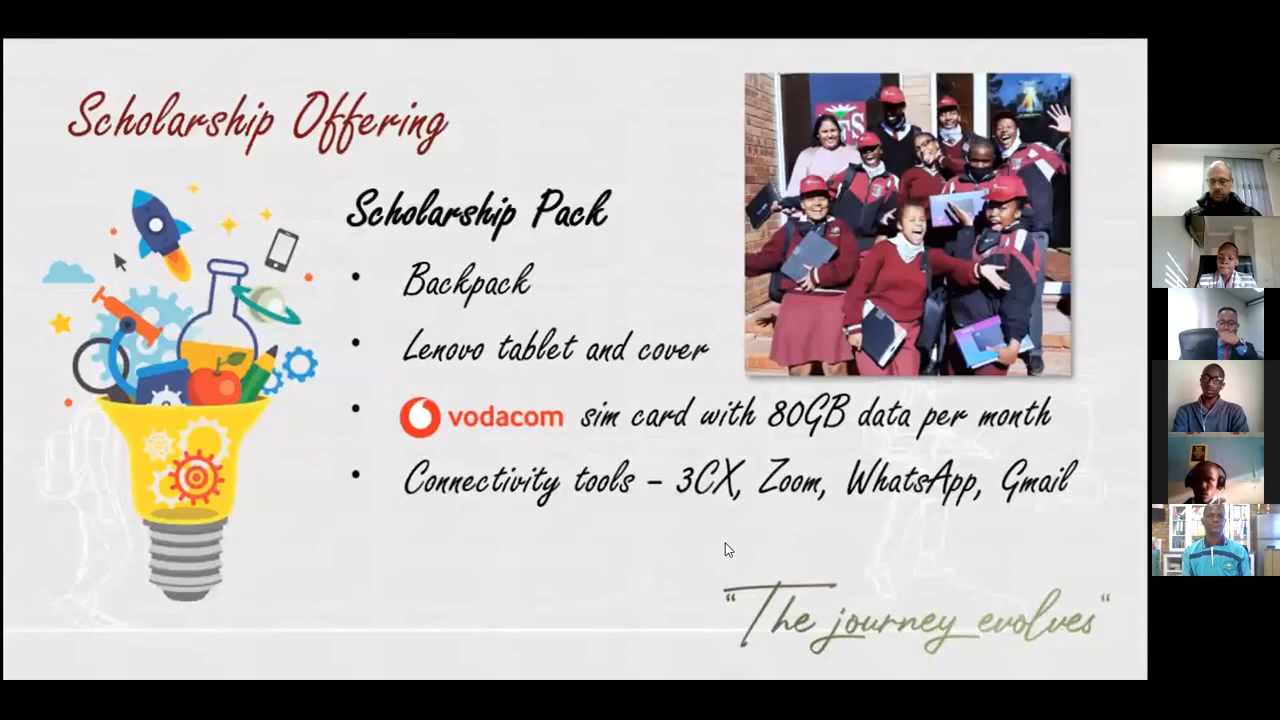 Scholarship Offering
Scholarship Pack
• Backpack
• Lenovo tablet and cover
• vodacom sim card with 80GB data per month
• Connectivity tools – 3CX, Zoom, WhatsApp, Gmail
"The journey evolves"